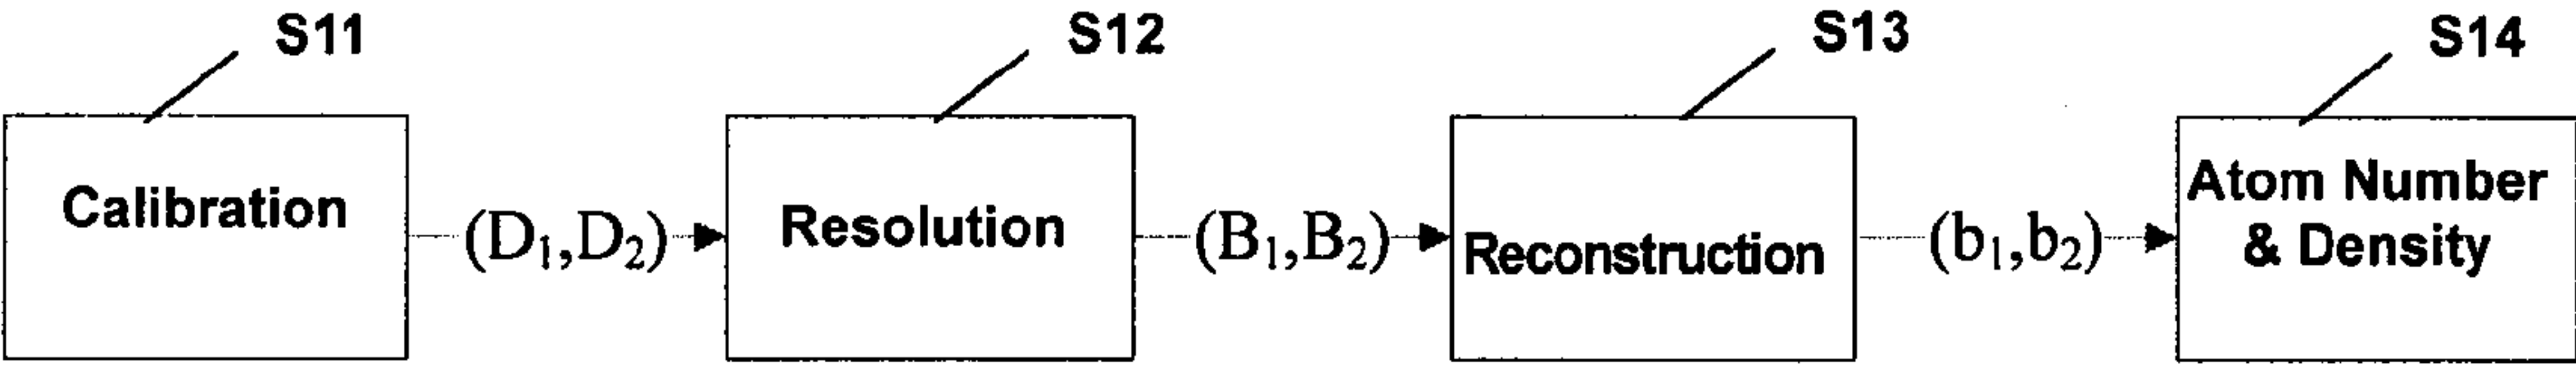 S11
S12
S13
S14
Calibration
(D₁,D₂)
Resolution
(B₁,B₂)
Reconstruction
(b₁,b₂)
Atom Number
& Density